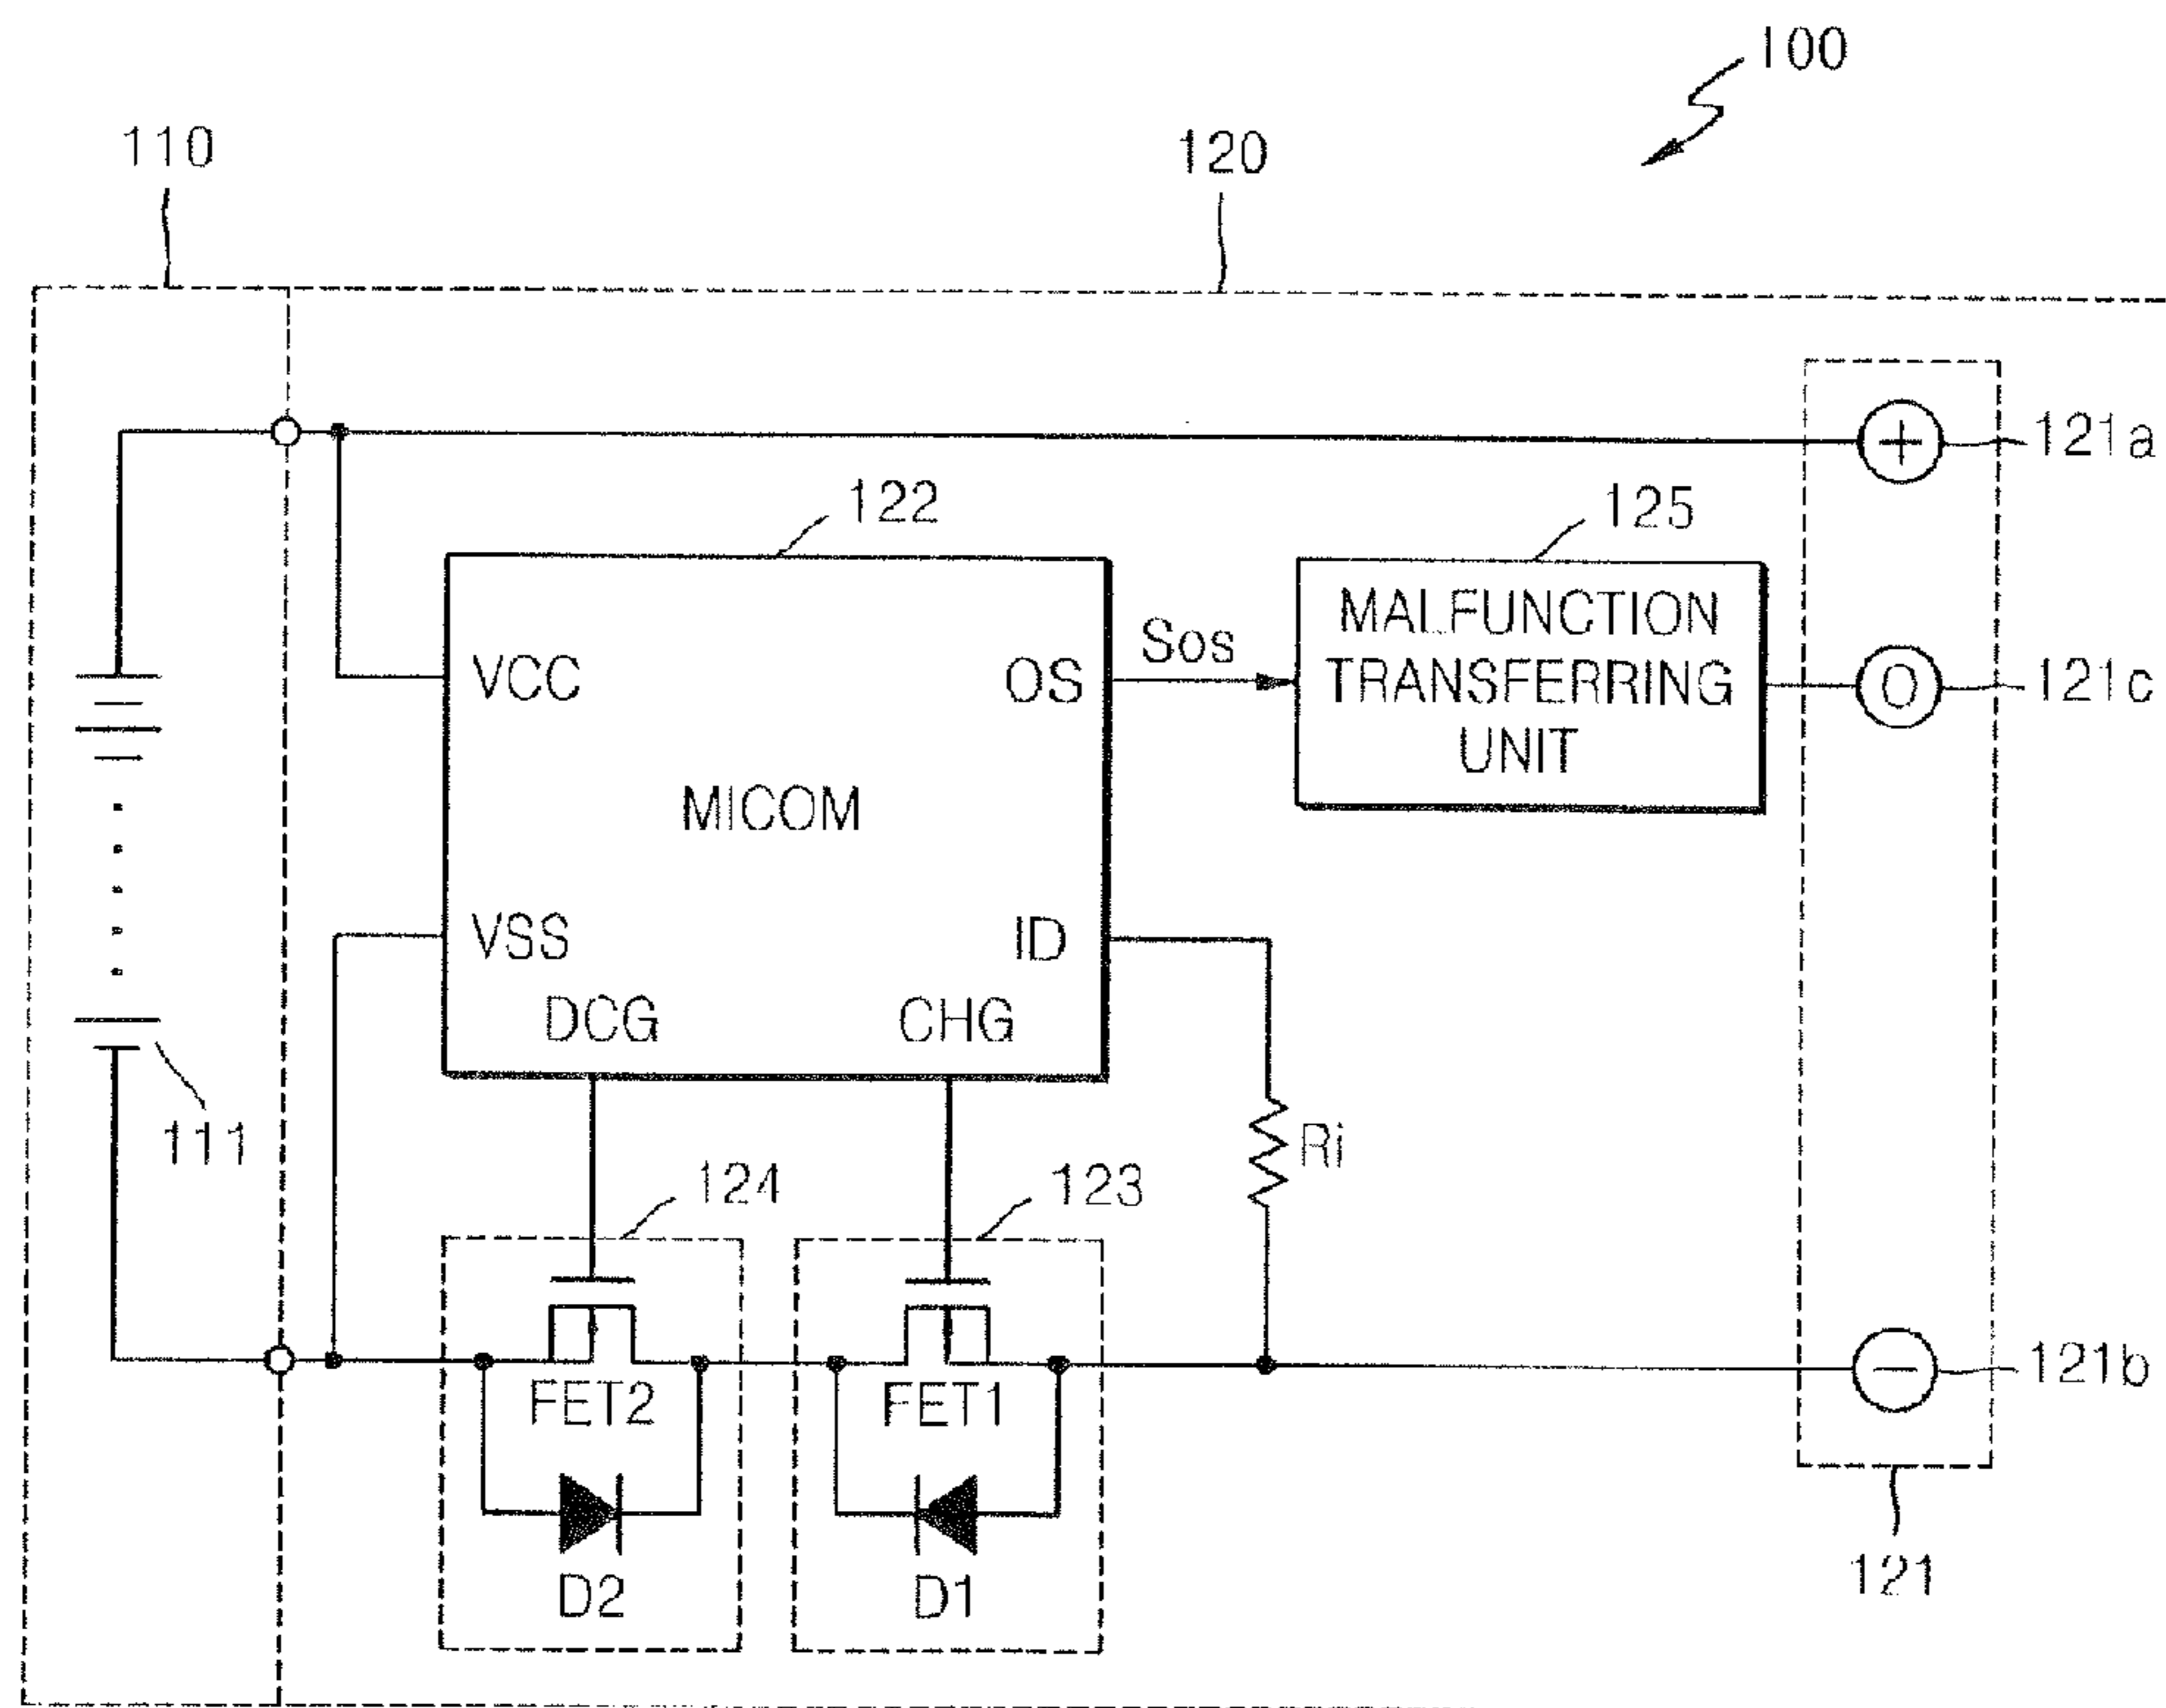 100
110
120
121a
122
125
MALFUNCTION
TRANSFERRING
UNIT
Sos
VCC
OS
O
121c
MICOM
VSS
ID
DCG
CHG
111
Ri
124
123
FET2
FET1
121b
D2
D1
121